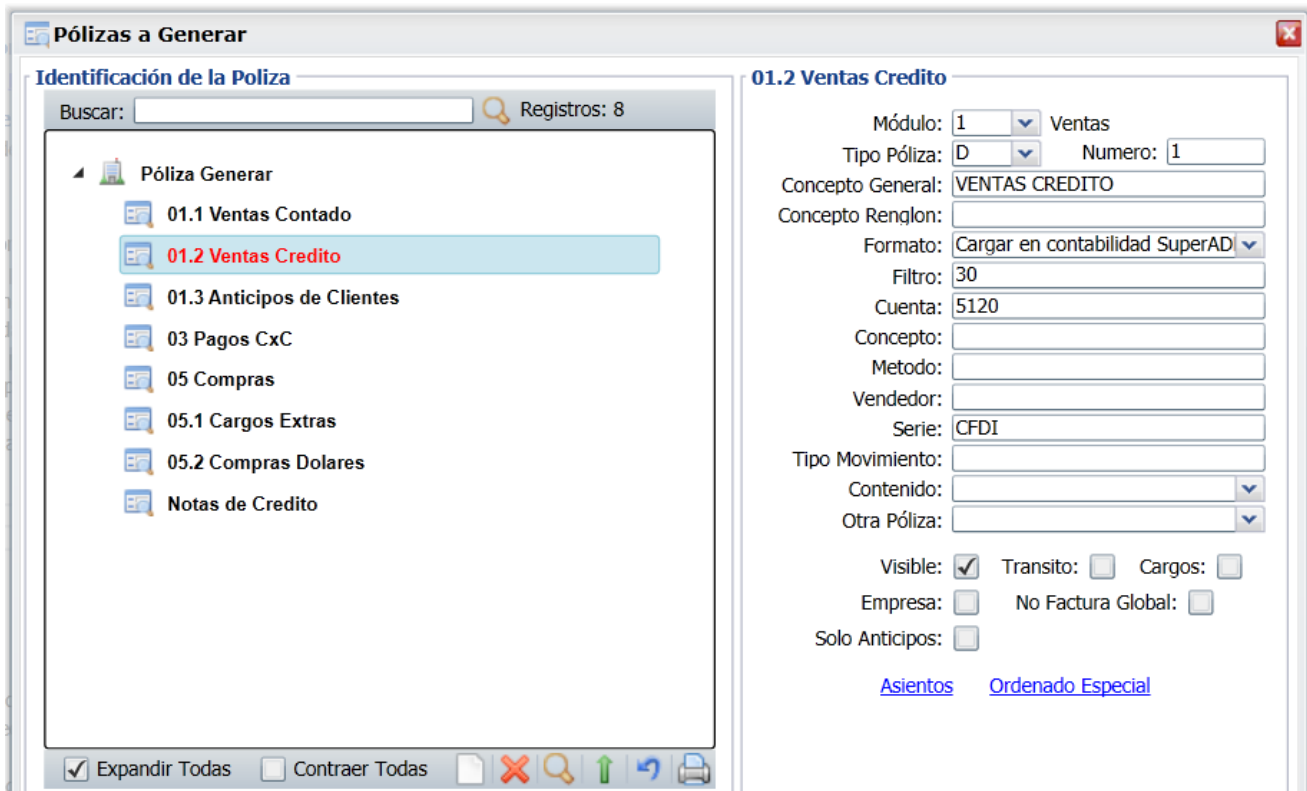 Pólizas a Generar
Identificación de la Poliza
Buscar:
Registros: 8
Póliza Generar
01.1 Ventas Contado
01.2 Ventas Credito
01.3 Anticipos de Clientes
03 Pagos CxC
05 Compras
05.1 Cargos Extras
05.2 Compras Dolares
Notas de Credito
Expandir Todas
Contraer Todas
01.2 Ventas Credito
Módulo: 1 Ventas
Tipo Póliza: D Numero: 1
Concepto General: VENTAS CREDITO
Concepto Renglon:
Formato: Cargar en contabilidad SuperAD
Filtro: 30
Cuenta: 5120
Concepto:
Metodo:
Vendedor:
Serie: CFDI
Tipo Movimiento:
Contenido:
Otra Póliza:
Visible: Transito: Cargos:
Empresa: No Factura Global:
Solo Anticipos:
Asientos Ordenado Especial